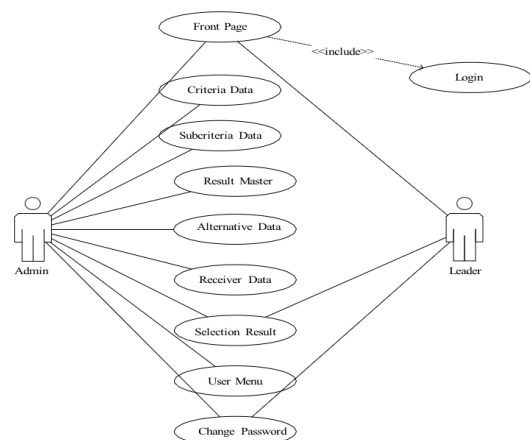 Front Page
<<include>>
Login
Criteria Data
Subcriteria Data
Result Master
Alternative Data
Admin
Leader
Receiver Data
Selection Result
User Menu
Change Password